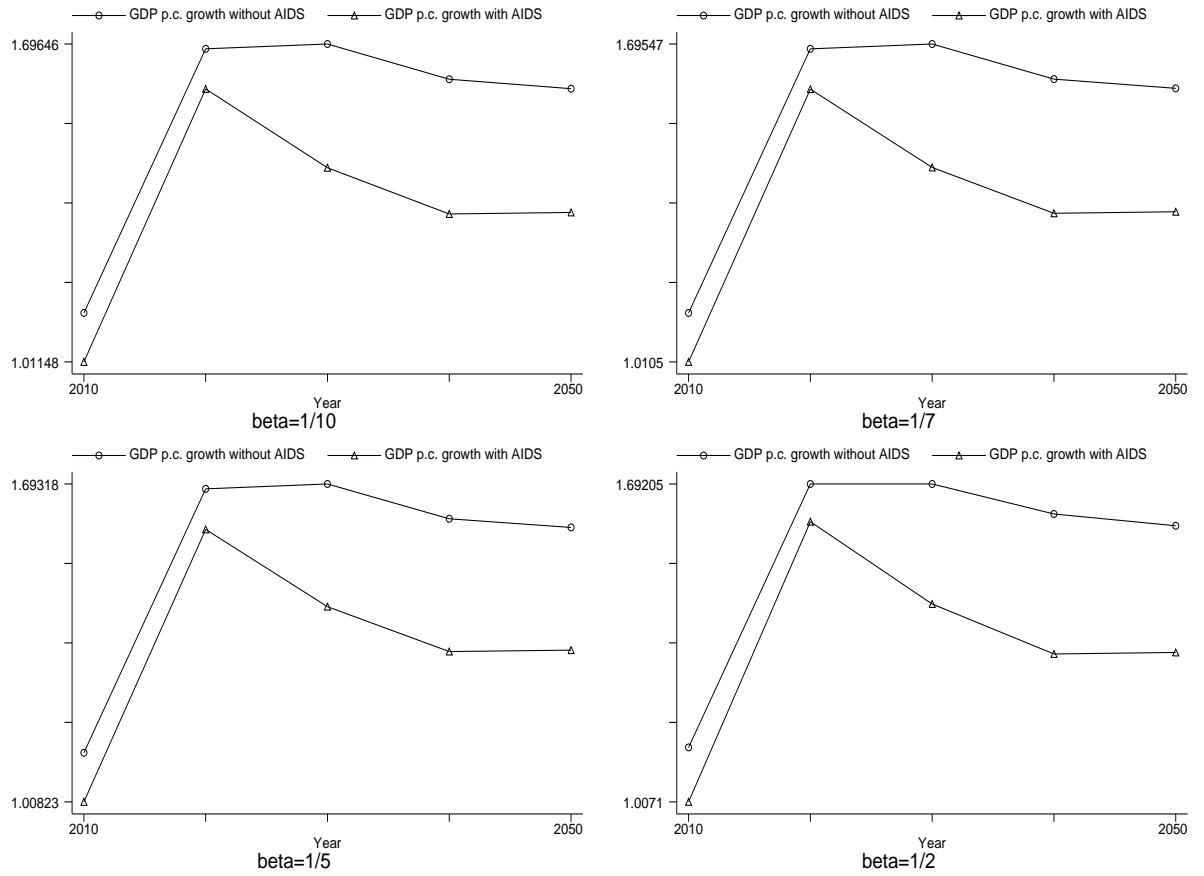 GDP p.c. growth without AIDS GDP p.c. growth with AIDS
1.69646
1.01148
2010 2050
Year
beta=1/10
GDP p.c. growth without AIDS GDP p.c. growth with AIDS
1.69547
1.0105
2010 2050
Year
beta=1/7
GDP p.c. growth without AIDS GDP p.c. growth with AIDS
1.69318
1.00823
2010 2050
Year
beta=1/5
GDP p.c. growth without AIDS GDP p.c. growth with AIDS
1.69205
1.0071
2010 2050
Year
beta=1/2